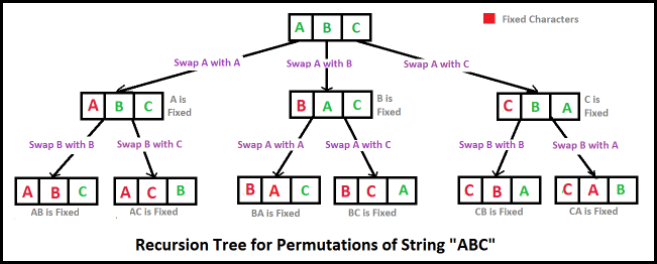 A B C
Fixed Characters
Swap A with A
Swap A with B
Swap A with C
A B C
A is
Fixed
B A C
B is
Fixed
C B A
C is
Fixed
Swap B with B
Swap B with C
Swap A with A
Swap A with C
Swap B with B
Swap B with A
A B C
A C B
B A C
B C A
C B A
C A B
AB is Fixed
AC is Fixed
BA is Fixed
BC is Fixed
CB is Fixed
CA is Fixed
Recursion Tree for Permutations of String "ABC"